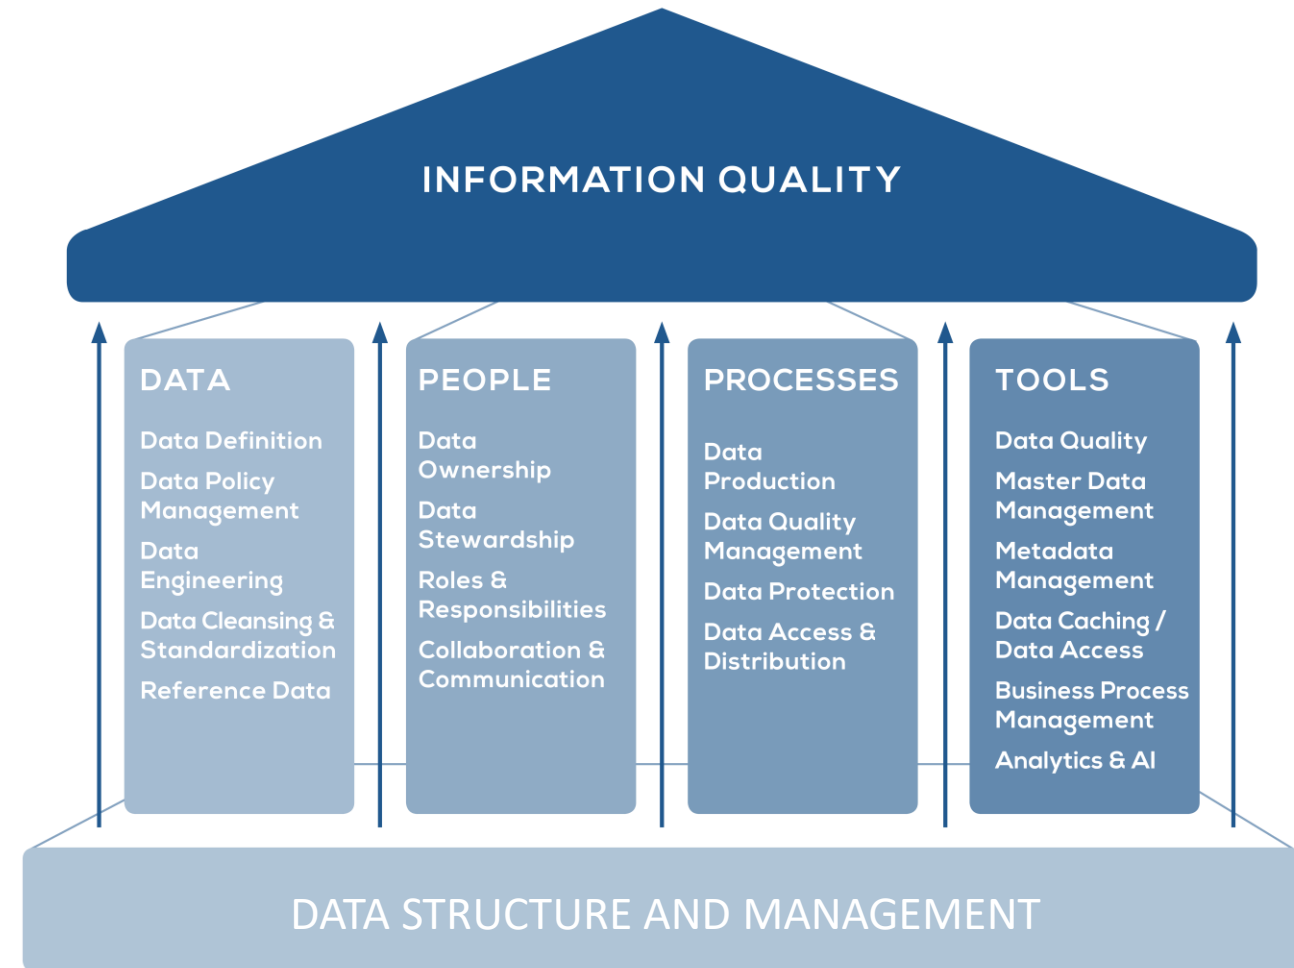 INFORMATION QUALITY
DATA
Data Definition
Data Policy
Management
Data
Engineering
Data Cleansing &
Standardization
Reference Data
PEOPLE
Data
Ownership
Data
Stewardship
Roles &
Responsibilities
Collaboration &
Communication
PROCESSES
Data
Production
Data Quality
Management
Data Protection
Data Access &
Distribution
TOOLS
Data Quality
Master Data
Management
Metadata
Management
Data Caching /
Data Access
Business Process
Management
Analytics & AI
DATA STRUCTURE AND MANAGEMENT